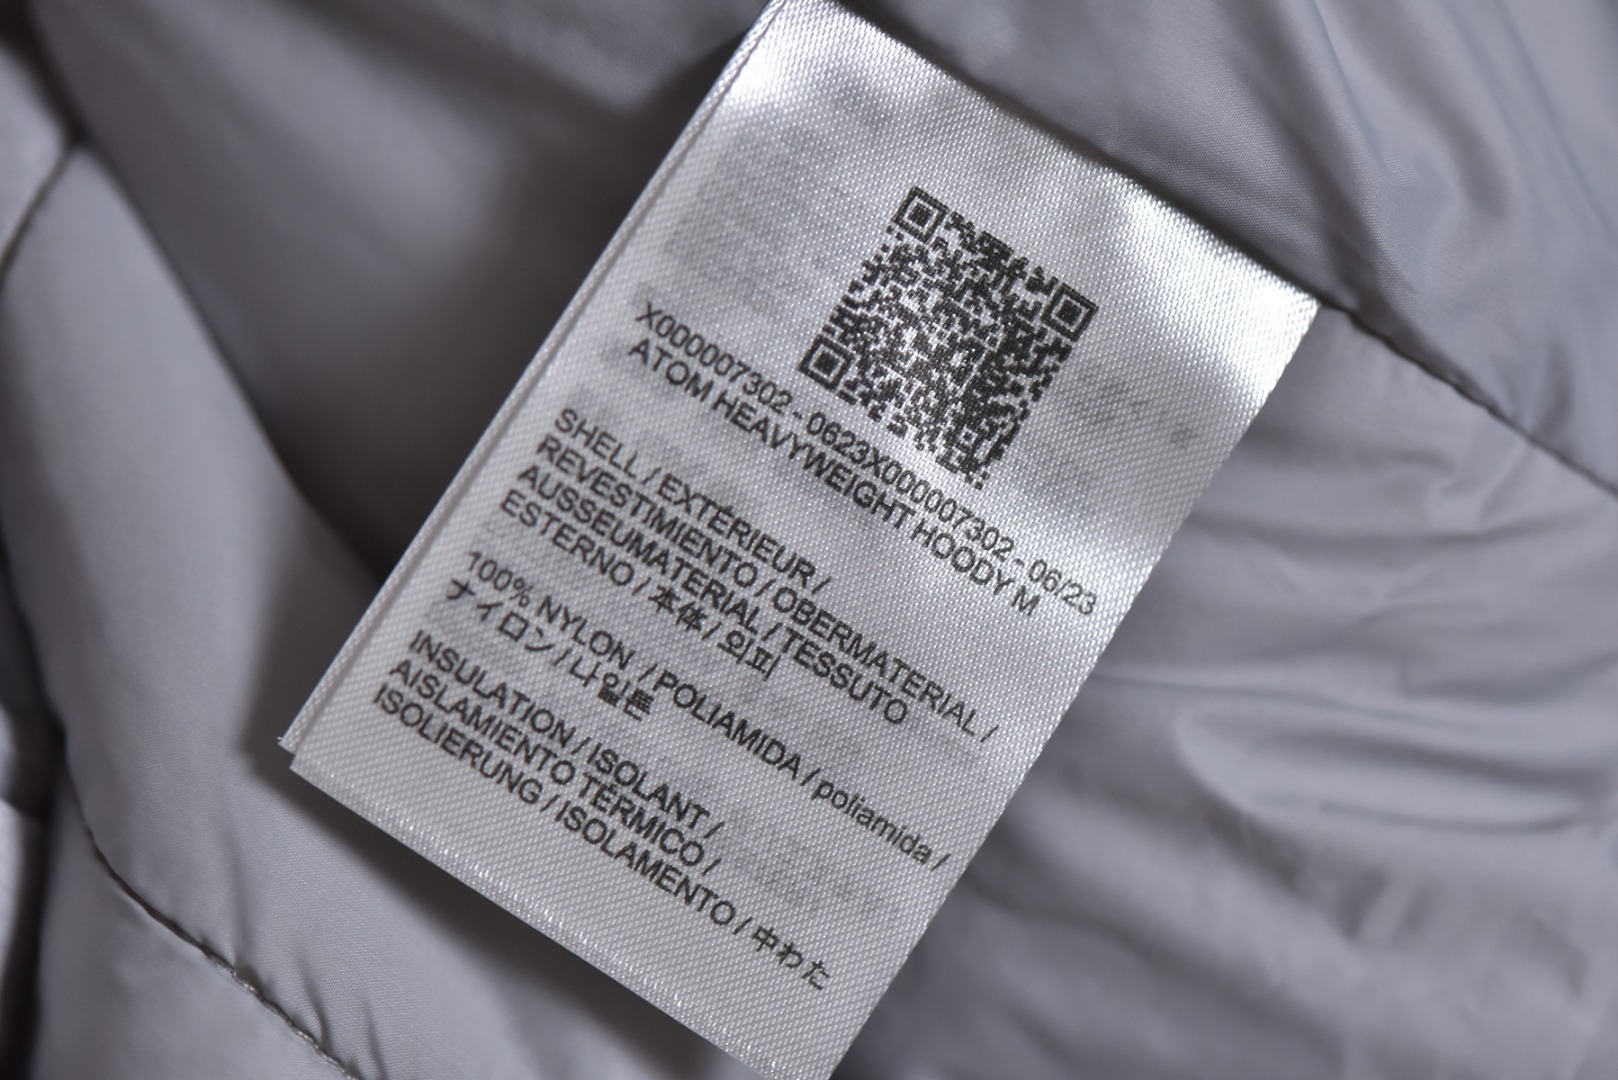 X000007302 - 0623X000007302 - 06/23
ATOM HEAVYWEIGHT HOODY M
SHELL / EXTÉRIEUR /
REVESTIMIENTO / OBERMATERIAL /
AUSSEUMATERIAL / TESSUTO
ESTERNO / 本体 / 외피
100% NYLON / POLIAMIDA / poliamida /
ナイロン / 나일론
INSULATION / ISOLANT /
AISLAMIENTO TÉRMICO /
ISOLIERUNG / ISOLAMENTO / 中わた